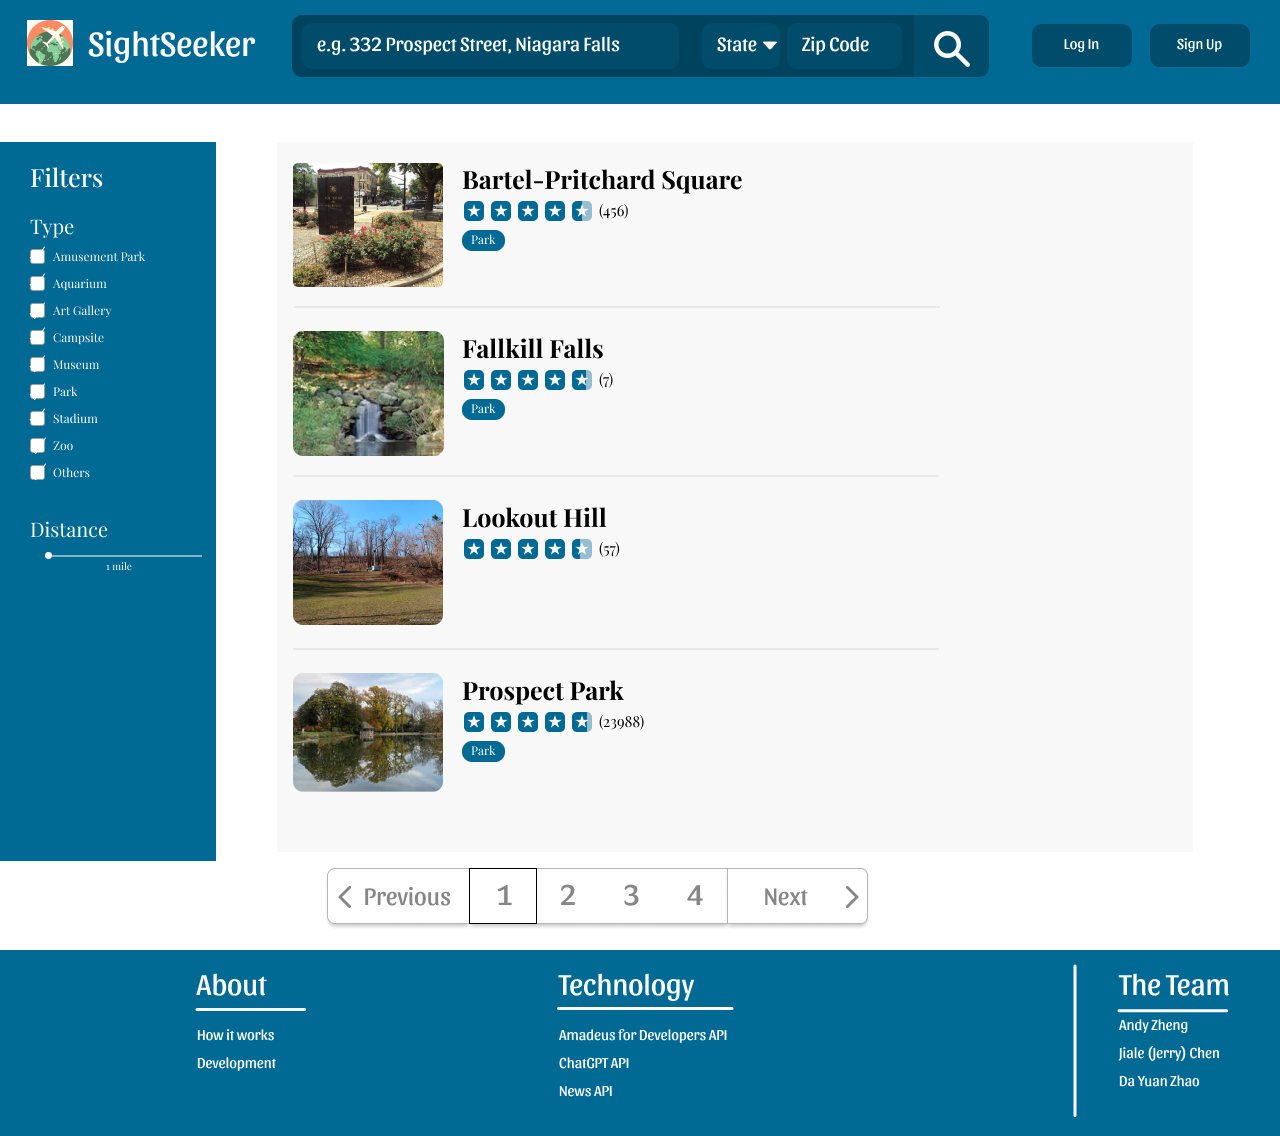 SightSeeker
e.g. 332 Prospect Street, Niagara Falls
State
Zip Code
Log In
Sign Up
Filters
Type
Amusement Park
Aquarium
Art Gallery
Campsite
Museum
Park
Stadium
Zoo
Others
Distance
1 mile
Bartel-Pritchard Square
(456)
Park
Fallkill Falls
(7)
Park
Lookout Hill
(57)
Prospect Park
(23988)
Park
Previous
1
2
3
4
Next
About
How it works
Development
Technology
Amadeus for Developers API
ChatGPT API
News API
The Team
Andy Zheng
Jiale (Jerry) Chen
Da Yuan Zhao